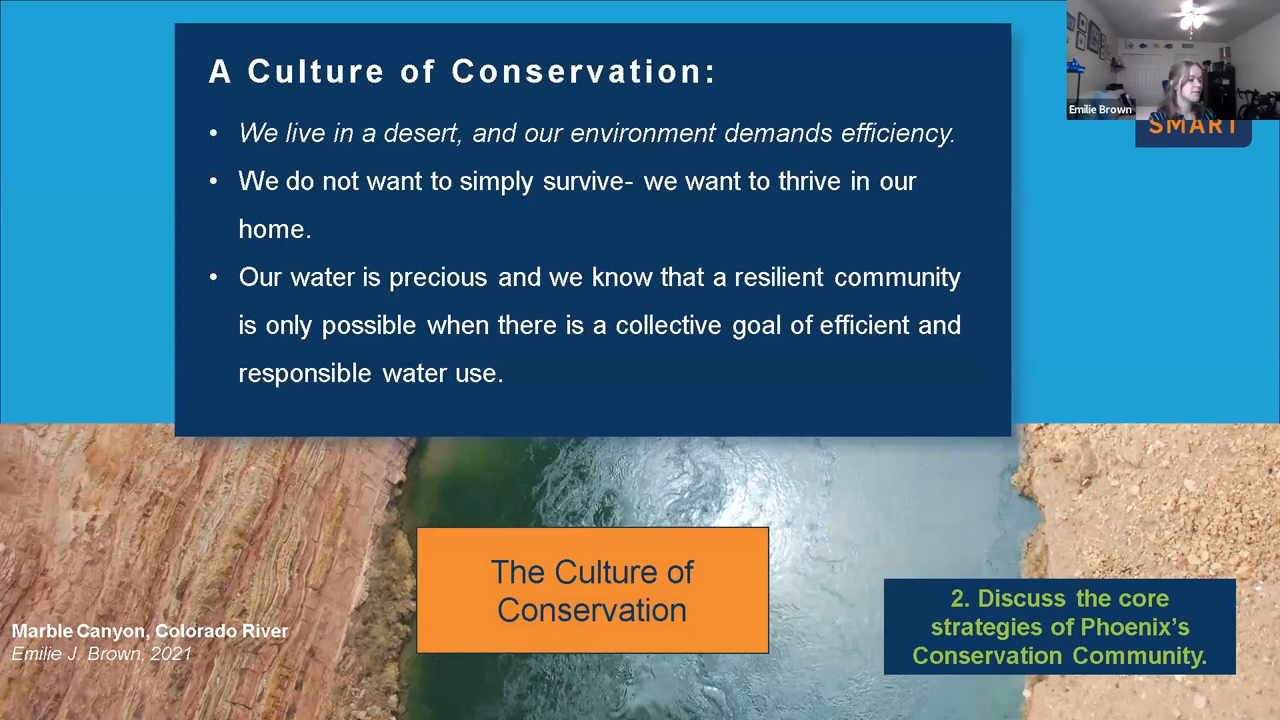 A Culture of Conservation:
• We live in a desert, and our environment demands efficiency.
• We do not want to simply survive- we want to thrive in our
home.
• Our water is precious and we know that a resilient community
is only possible when there is a collective goal of efficient and
responsible water use.
Emilie Brown
SMART
The Culture of
Conservation
2. Discuss the core
strategies of Phoenix's
Conservation Community.
Marble Canyon, Colorado River
Emilie J. Brown, 2021